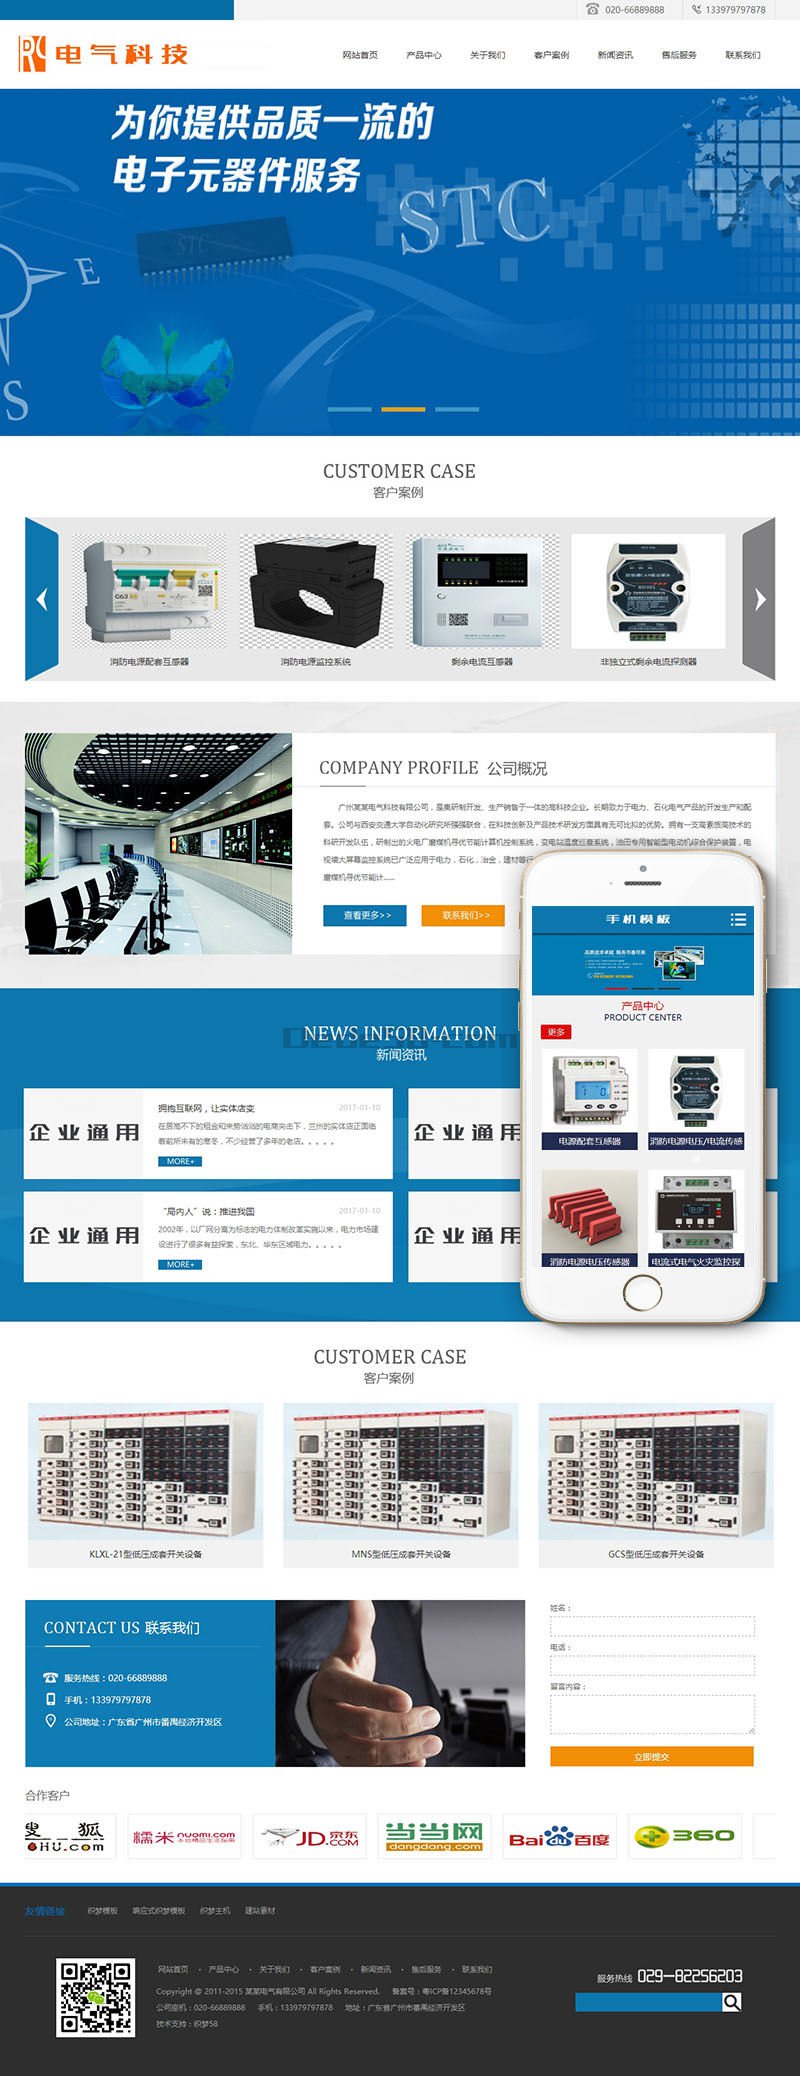 020-66889888
133979797878
电气科技
网站首页 产品中心 关于我们 客户案例 新闻资讯 售后服务 联系我们
为你提供品质一流的
电子元器件服务
STC
STC
E
S
CUSTOMER CASE
客户案例
C63
消防电源配套互感器
消防电源监控系统
剩余电流互感器
非独立式剩余电流探测器
COMPANY PROFILE 公司概况
广州某某电气科技有限公司，是集研制开发、生产销售于一体的高科技企业。长期致力于电力、石化电气产品的开发生产和配
套。公司与西安交通大学自动化研究所强强联合，在科技创新及产品技术研发方面具有无可比拟的优势。拥有一支高素质高技术的
科研开发队伍，研制出的火电厂磨煤机寻优节能计算机控制系统，变电站温度巡查系统，油田专用智能型电动机综合保护装置，电
视墙大屏幕监控系统已广泛应用于电力，石化，冶金，建材等行
磨煤机寻优节能计......
查看更多>>
联系我们>>
手机模板
品质追求卓越 服务尽善尽美
产品中心
PRODUCT CENTER
更多
电源配套互感器
消防电源电压/电流传感
消防电源电压传感器
电流式电气火灾监控探
NEWS INFORMATION
新闻资讯
企业通用
拥抱互联网，让实体店变
2017-01-10
在居高不下的租金和来势汹汹的电商夹击下，兰州的实体店正面临
着前所未有的寒冬，不少经营了多年的老店。。。。。
MORE+
企业通用
企业通用
“局内人”说：推进我国
2017-01-10
2002年，以厂网分离为标志的电力体制改革实施以来，电力市场建
设进行了很多有益探索，东北、华东区域电力。。。。。
MORE+
企业通用
CUSTOMER CASE
客户案例
KLXL-21型低压成套开关设备
MNS型低压成套开关设备
GCS型低压成套开关设备
CONTACT US 联系我们
服务热线：020-66889888
手机：133979797878
公司地址：广东省广州市番禺经济开发区
姓名：
电话：
留言内容：
立即提交
合作客户
搜狐
OHU.com
糯米 nuomi.com
本地精品生活指南
JD 京东
.COM
当当网
dangdang.com
Bai du 百度
360
友情链接 织梦模板 响应式织梦模板 织梦主机 建站素材
网站首页 · 产品中心 · 关于我们 · 客户案例 · 新闻资讯 · 售后服务 · 联系我们
Copyright @ 2011-2015 某某电气有限公司 All Rights Reserved. 备案号：粤ICP备12345678号
公司座机：020-66889888 手机：133979797878 地址：广东省广州市番禺经济开发区
技术支持：织梦58
服务热线 029-82256203